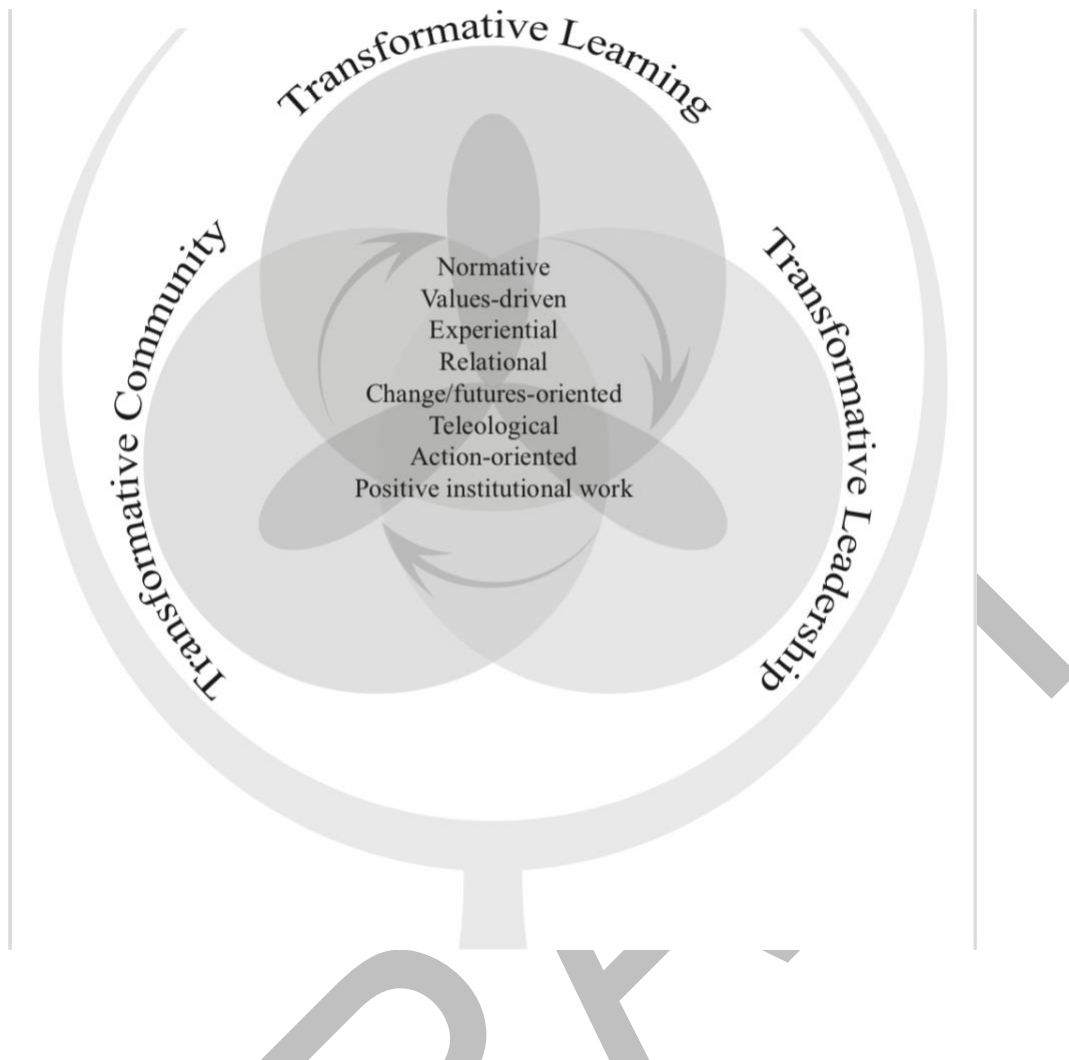 Transformative Learning
Transformative Community
Transformative Leadership
Normative
Values-driven
Experiential
Relational
Change/futures-oriented
Teleological
Action-oriented
Positive institutional work